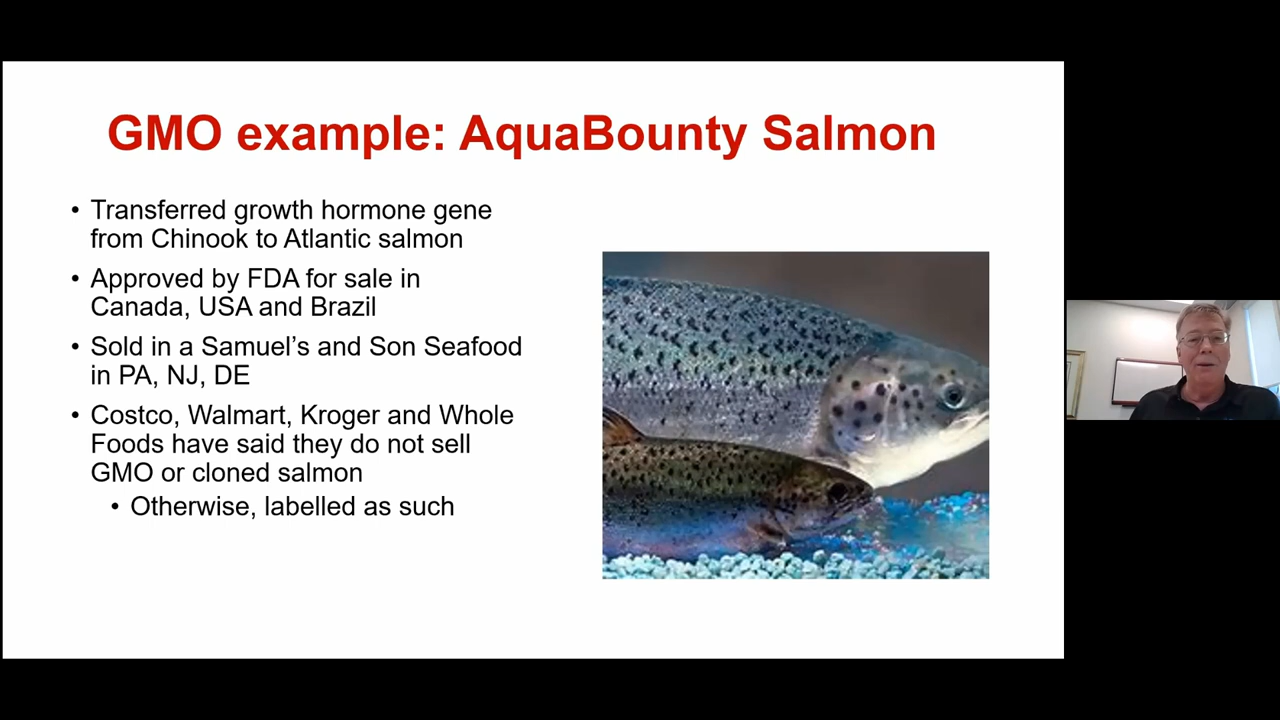 GMO example: AquaBounty Salmon
• Transferred growth hormone gene
from Chinook to Atlantic salmon
• Approved by FDA for sale in
Canada, USA and Brazil
• Sold in a Samuel’s and Son Seafood
in PA, NJ, DE
• Costco, Walmart, Kroger and Whole
Foods have said they do not sell
GMO or cloned salmon
• Otherwise, labelled as such